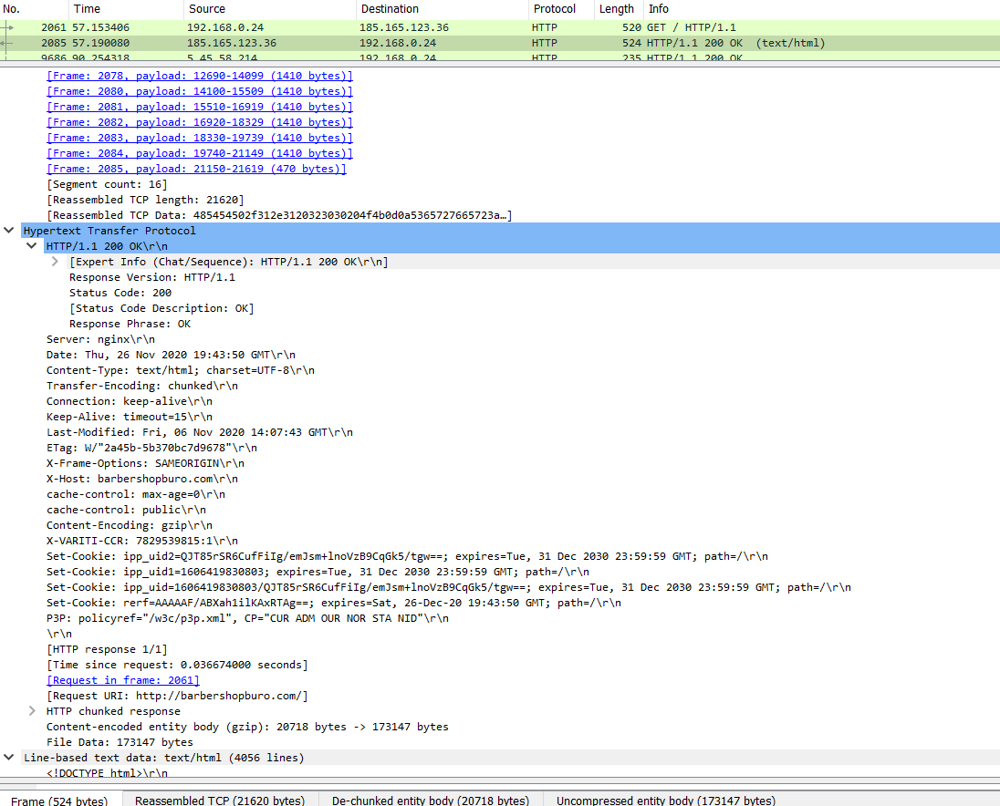 No. Time Source Destination Protocol Length Info
2061 57.153406 192.168.0.24 185.165.123.36 HTTP 520 GET / HTTP/1.1
2085 57.190080 185.165.123.36 192.168.0.24 HTTP 524 HTTP/1.1 200 OK (text/html)
9686 90.254318 5.45.58.214 192.168.0.24 HTTP 235 HTTP/1.1 200 OK
[Frame: 2078, payload: 12690-14099 (1410 bytes)]
[Frame: 2080, payload: 14100-15509 (1410 bytes)]
[Frame: 2081, payload: 15510-16919 (1410 bytes)]
[Frame: 2082, payload: 16920-18329 (1410 bytes)]
[Frame: 2083, payload: 18330-19739 (1410 bytes)]
[Frame: 2084, payload: 19740-21149 (1410 bytes)]
[Frame: 2085, payload: 21150-21619 (470 bytes)]
[Segment count: 16]
[Reassembled TCP length: 21620]
[Reassembled TCP Data: 485454502f312e3120323030204f4b0d0a5365727665723a…]
Hypertext Transfer Protocol
HTTP/1.1 200 OK\r\n
[Expert Info (Chat/Sequence): HTTP/1.1 200 OK\r\n]
Response Version: HTTP/1.1
Status Code: 200
[Status Code Description: OK]
Response Phrase: OK
Server: nginx\r\n
Date: Thu, 26 Nov 2020 19:43:50 GMT\r\n
Content-Type: text/html; charset=UTF-8\r\n
Transfer-Encoding: chunked\r\n
Connection: keep-alive\r\n
Keep-Alive: timeout=15\r\n
Last-Modified: Fri, 06 Nov 2020 14:07:43 GMT\r\n
ETag: W/"2a45b-5b370bc7d9678"\r\n
X-Frame-Options: SAMEORIGIN\r\n
X-Host: barbershopburo.com\r\n
cache-control: max-age=0\r\n
cache-control: public\r\n
Content-Encoding: gzip\r\n
X-VARITI-CCR: 7829539815:1\r\n
Set-Cookie: ipp_uid2=QJT85rSR6CufFiIg/emJsm+lnoVzB9CqGk5/tgw==; expires=Tue, 31 Dec 2030 23:59:59 GMT; path=/\r\n
Set-Cookie: ipp_uid1=1606419830803; expires=Tue, 31 Dec 2030 23:59:59 GMT; path=/\r\n
Set-Cookie: ipp_uid=1606419830803/QJT85rSR6CufFiIg/emJsm+lnoVzB9CqGk5/tgw==; expires=Tue, 31 Dec 2030 23:59:59 GMT; path=/\r\n
Set-Cookie: rerf=AAAAAF/ABXah1ilKAxRTAg==; expires=Sat, 26-Dec-20 19:43:50 GMT; path=/\r\n
P3P: policyref="/w3c/p3p.xml", CP="CUR ADM OUR NOR STA NID"\r\n
\r\n
[HTTP response 1/1]
[Time since request: 0.036674000 seconds]
[Request in frame: 2061]
[Request URI: http://barbershopburo.com/]
HTTP chunked response
Content-encoded entity body (gzip): 20718 bytes -> 173147 bytes
File Data: 173147 bytes
Line-based text data: text/html (4056 lines)
<!DOCTYPE html>\r\n
Frame (524 bytes) Reassembled TCP (21620 bytes) De-chunked entity body (20718 bytes) Uncompressed entity body (173147 bytes)